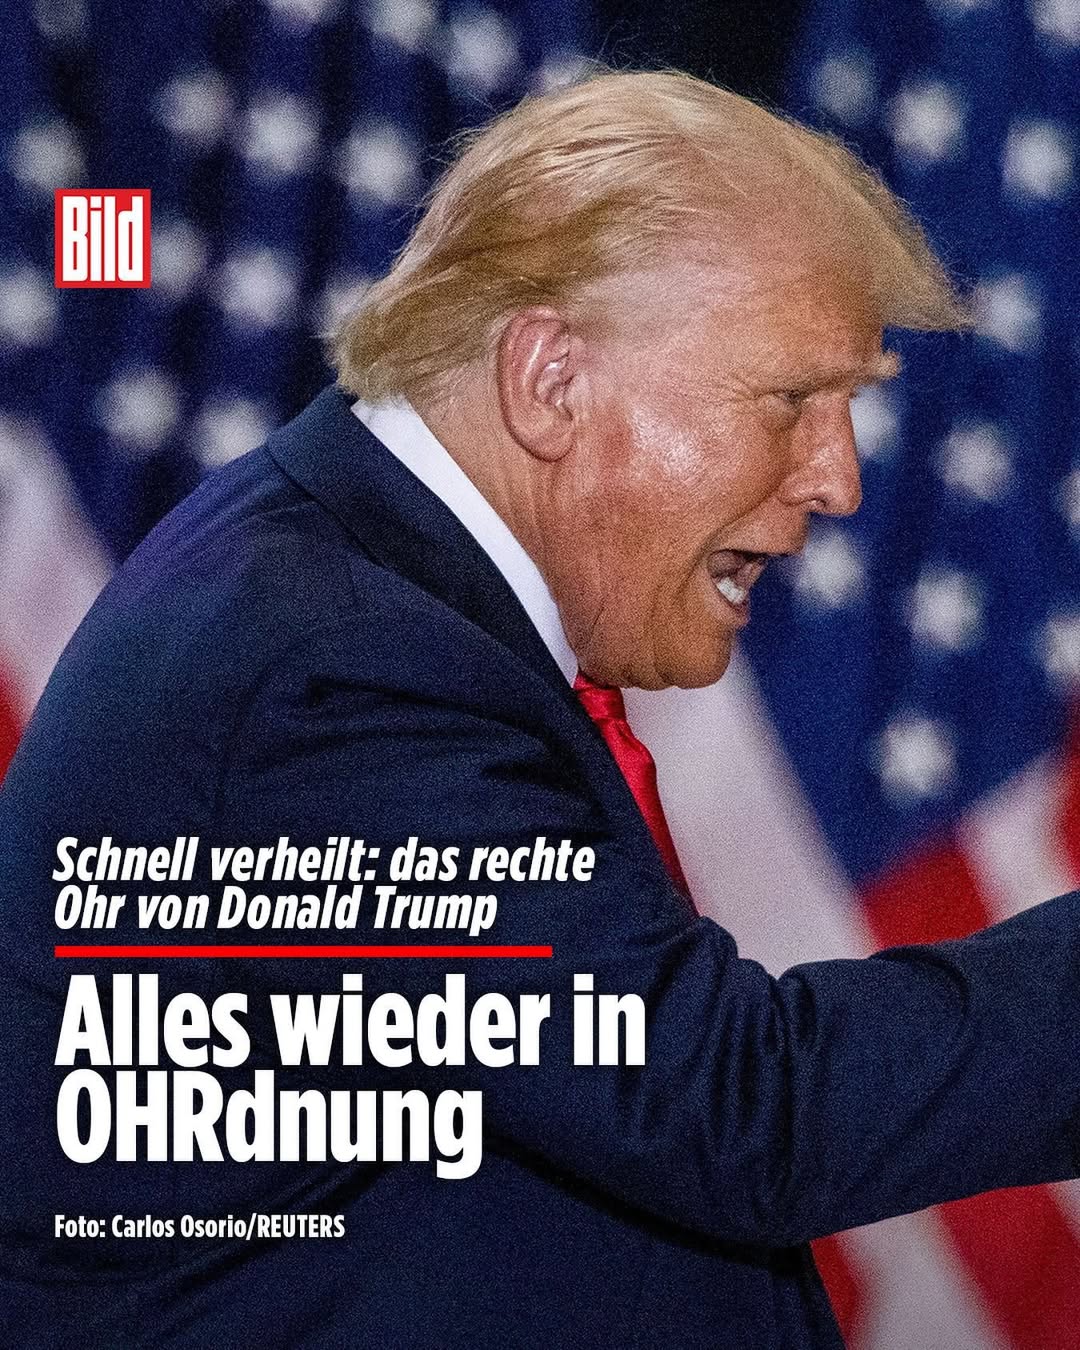 Bild
Schnell verheilt: das rechte
Ohr von Donald Trump
Alles wieder in
OHRdnung
Foto: Carlos Osorio/REUTERS